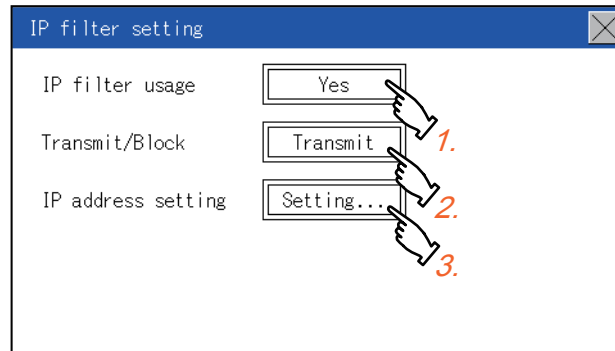 IP filter setting
IP filter usage Yes
1.
Transmit/Block Transmit
2.
IP address setting Setting...
3.